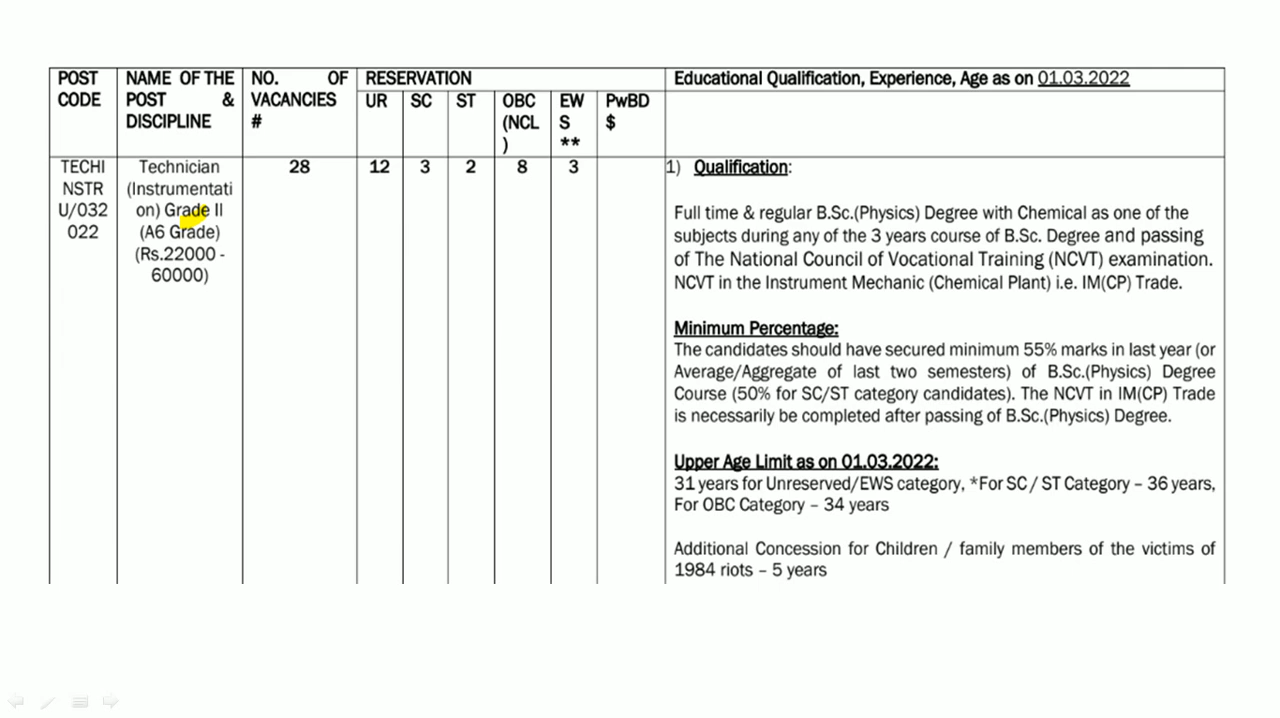 POST CODE
NAME OF THE POST & DISCIPLINE
NO. OF VACANCIES #
RESERVATION
UR
SC
ST
OBC (NCL)
EWS **
PwBD $
Educational Qualification, Experience, Age as on 01.03.2022
TECHI
NSTR
U/032
022
Technician
(Instrumentati
on) Grade II
(A6 Grade)
(Rs.22000 -
60000)
28
12
3
2
8
3
1) Qualification:
Full time & regular B.Sc.(Physics) Degree with Chemical as one of the
subjects during any of the 3 years course of B.Sc. Degree and passing
of The National Council of Vocational Training (NCVT) examination.
NCVT in the Instrument Mechanic (Chemical Plant) i.e. IM(CP) Trade.
Minimum Percentage:
The candidates should have secured minimum 55% marks in last year (or
Average/Aggregate of last two semesters) of B.Sc.(Physics) Degree
Course (50% for SC/ST category candidates). The NCVT in IM(CP) Trade
is necessarily be completed after passing of B.Sc.(Physics) Degree.
Upper Age Limit as on 01.03.2022:
31 years for Unreserved/EWS category, *For SC / ST Category – 36 years,
For OBC Category – 34 years
Additional Concession for Children / family members of the victims of
1984 riots – 5 years